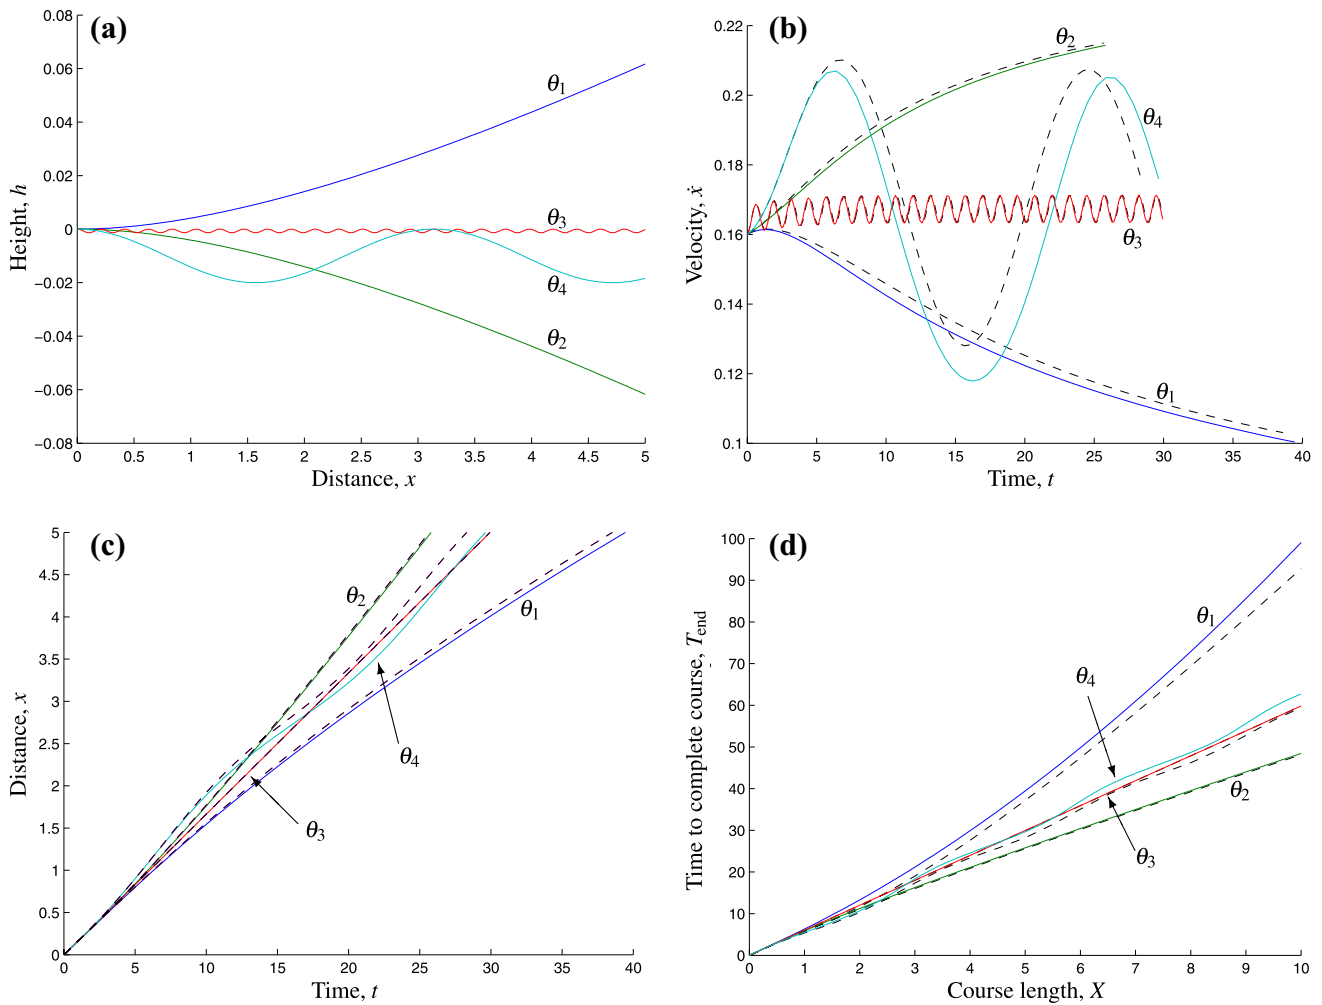 (a)
0.08
0.06
0.04
0.02
0
−0.02
−0.04
−0.06
−0.08
Height, h
θ1
θ3
θ4
θ2
0 0.5 1 1.5 2 2.5 3 3.5 4 4.5 5
Distance, x
(b)
0.22
0.2
0.18
0.16
0.14
0.12
0.1
Velocity, ẋ
θ2
θ4
θ3
θ1
0 5 10 15 20 25 30 35 40
Time, t
(c)
5
4.5
4
3.5
3
2.5
2
1.5
1
0.5
0
Distance, x
θ2
θ1
θ4
θ3
0 5 10 15 20 25 30 35 40
Time, t
(d)
100
90
80
70
60
50
40
30
20
10
0
Time to complete course, Tend
θ1
θ4
θ2
θ3
0 1 2 3 4 5 6 7 8 9 10
Course length, X